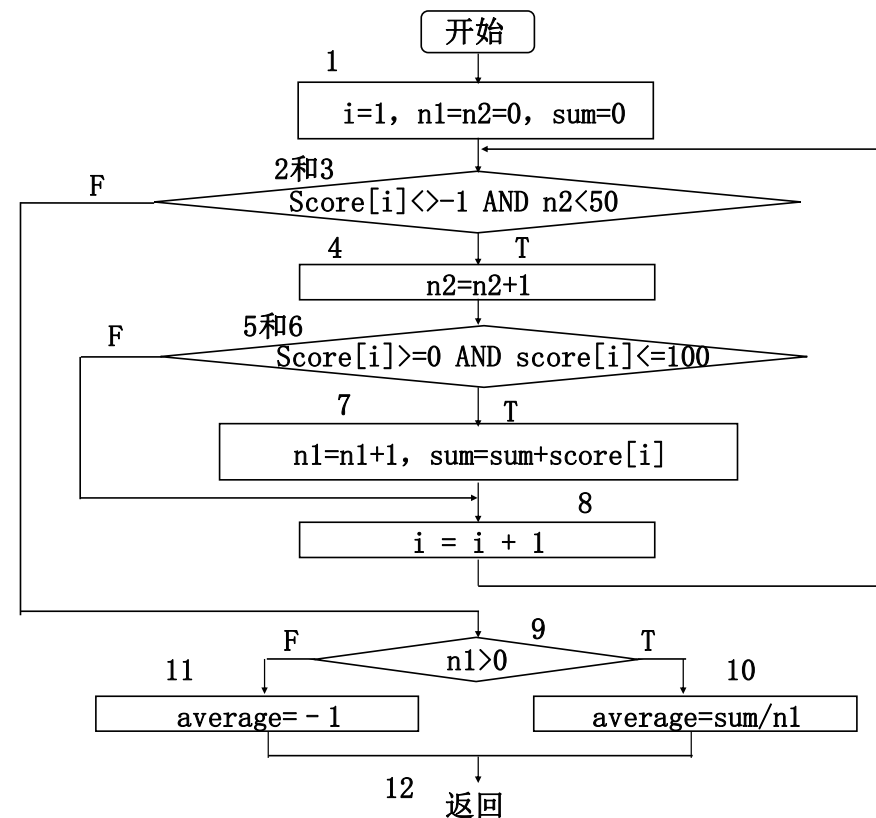 开始
1
i=1, n1=n2=0, sum=0
2和3
F
Score[i]<>-1 AND n2<50
4
T
n2=n2+1
5和6
F
Score[i]>=0 AND score[i]<=100
7
T
n1=n1+1, sum=sum+score[i]
8
i = i + 1
9
F
T
n1>0
11
10
average=-1
average=sum/n1
12
返回